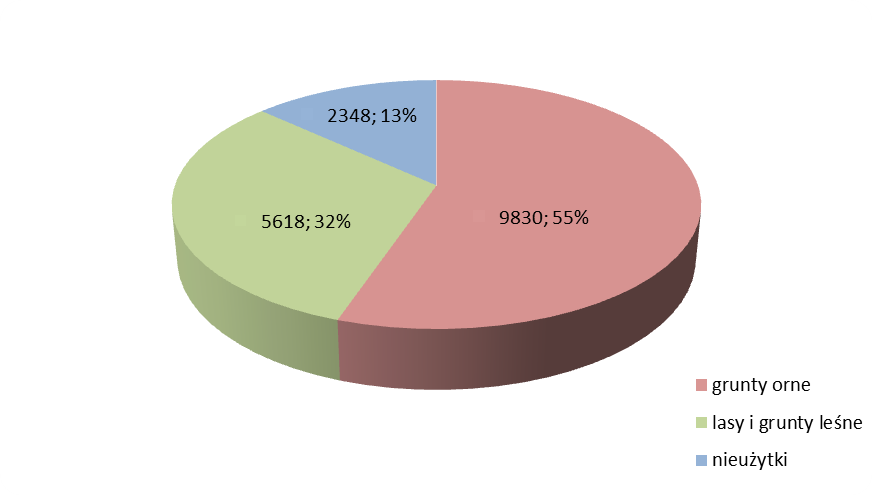 2348; 13%
5618; 32%
9830; 55%
grunty orne
lasy i grunty leśne
nieużytki